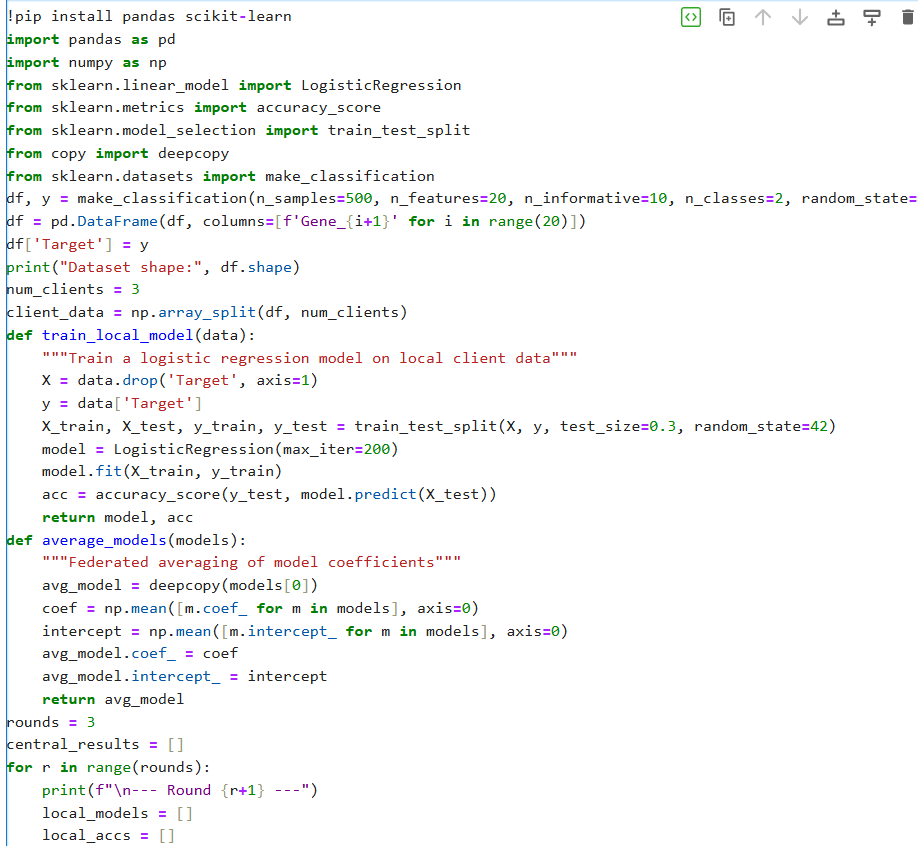 !pip install pandas scikit-learn
import pandas as pd
import numpy as np
from sklearn.linear_model import LogisticRegression
from sklearn.metrics import accuracy_score
from sklearn.model_selection import train_test_split
from copy import deepcopy
from sklearn.datasets import make_classification
df, y = make_classification(n_samples=500, n_features=20, n_informative=10, n_classes=2, random_state=
df = pd.DataFrame(df, columns=[f'Gene_{i+1}' for i in range(20)])
df['Target'] = y
print("Dataset shape:", df.shape)
num_clients = 3
client_data = np.array_split(df, num_clients)
def train_local_model(data):
    """Train a logistic regression model on local client data"""
    X = data.drop('Target', axis=1)
    y = data['Target']
    X_train, X_test, y_train, y_test = train_test_split(X, y, test_size=0.3, random_state=42)
    model = LogisticRegression(max_iter=200)
    model.fit(X_train, y_train)
    acc = accuracy_score(y_test, model.predict(X_test))
    return model, acc
def average_models(models):
    """Federated averaging of model coefficients"""
    avg_model = deepcopy(models[0])
    coef = np.mean([m.coef_ for m in models], axis=0)
    intercept = np.mean([m.intercept_ for m in models], axis=0)
    avg_model.coef_ = coef
    avg_model.intercept_ = intercept
    return avg_model
rounds = 3
central_results = []
for r in range(rounds):
    print(f"\n--- Round {r+1} ---")
    local_models = []
    local_accs = []